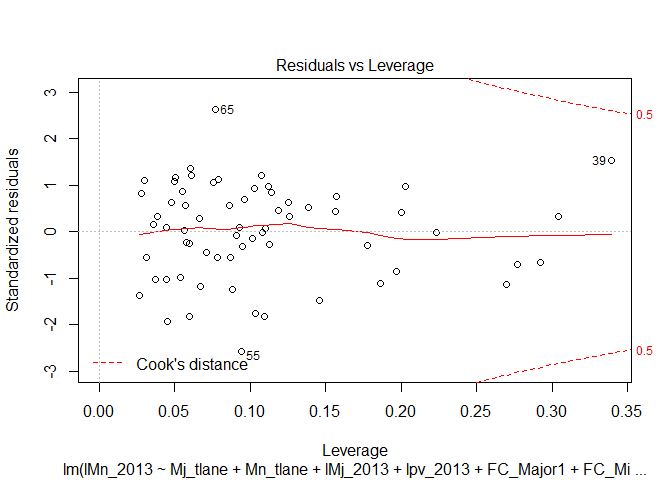 Residuals vs Leverage
Standardized residuals
3
2
1
0
-1
-2
-3
65
39
55
0.5
0.5
Cook's distance
0.00 0.05 0.10 0.15 0.20 0.25 0.30 0.35
Leverage
lm(lMn_2013 ~ Mj_tlane + Mn_tlane + lMj_2013 + lpv_2013 + FC_Major1 + FC_Mi ...